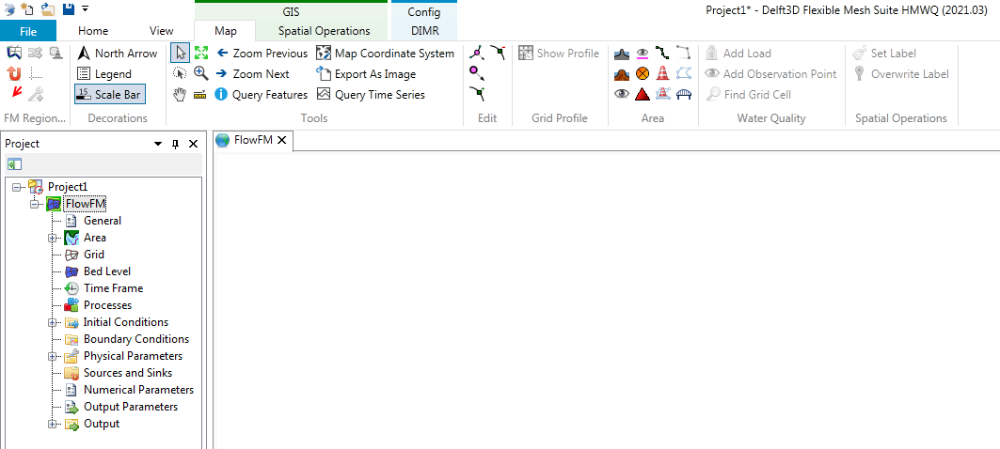 GIS Config Project1* - Delft3D Flexible Mesh Suite HMWQ (2021.03)
File Home View Map Spatial Operations DIMR
North Arrow Zoom Previous Map Coordinate System Show Profile Add Load Set Label
Legend Zoom Next Export As Image Add Observation Point Overwrite Label
15 Scale Bar Query Features Query Time Series Find Grid Cell
FM Region... Decorations Tools Edit Grid Profile Area Water Quality Spatial Operations
Project FlowFM
Project1
FlowFM
General
Area
Grid
Bed Level
Time Frame
Processes
Initial Conditions
Boundary Conditions
Physical Parameters
Sources and Sinks
Numerical Parameters
Output Parameters
Output